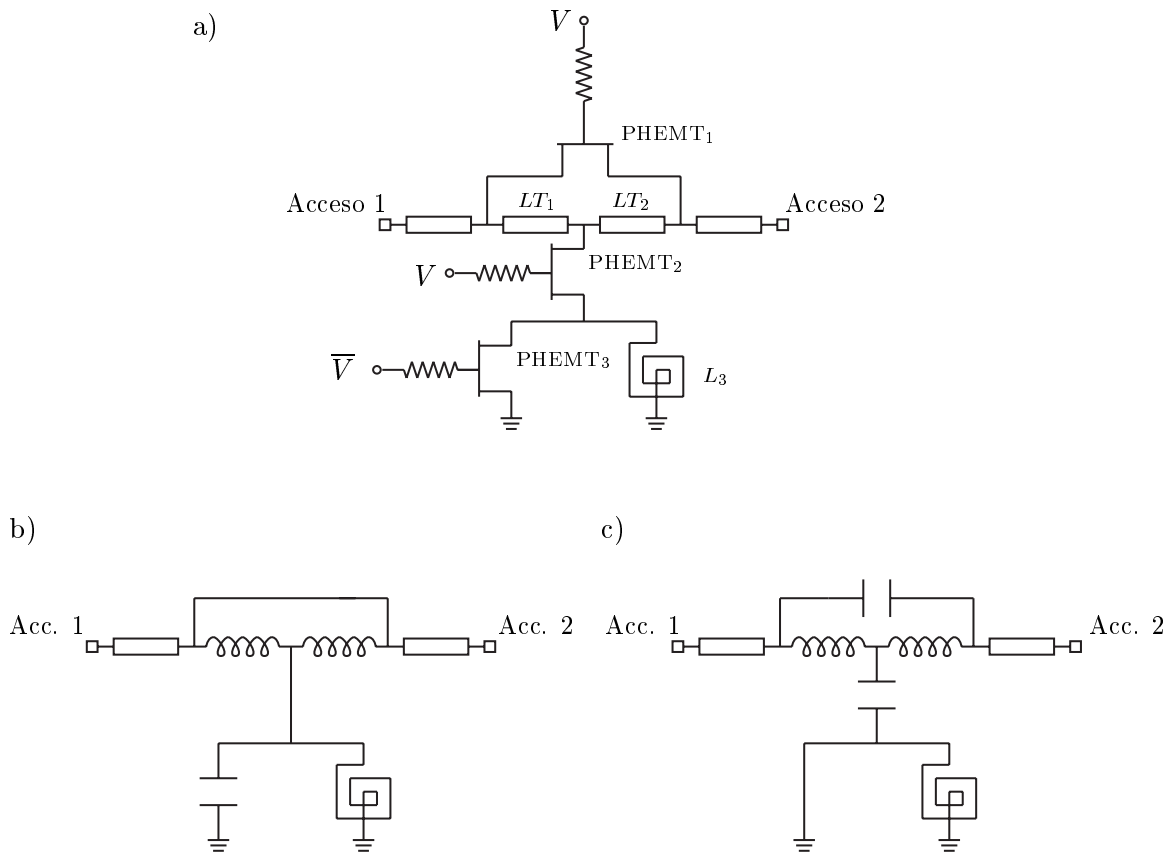 a)
V
PHEMT₁
Acceso 1
LT₁
LT₂
Acceso 2
PHEMT₂
V
V̅
PHEMT₃
L₃
b)
c)
Acc. 1
Acc. 2
Acc. 1
Acc. 2